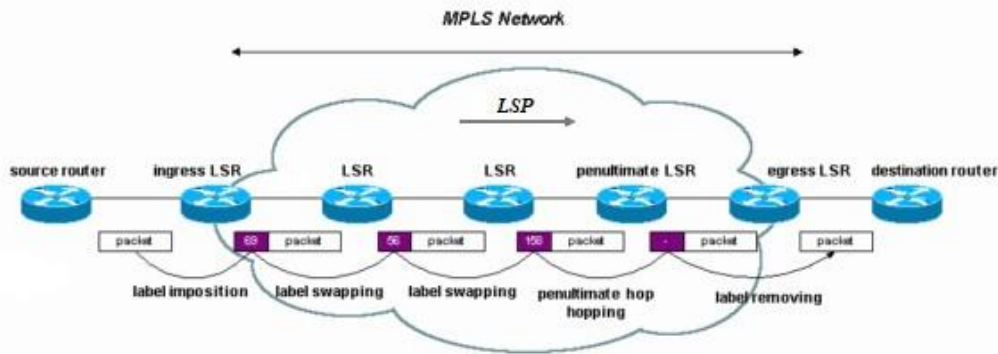 MPLS Network
LSP
source router
ingress LSR
LSR
LSR
penultimate LSR
egress LSR
destination router
packet
69 packet
56 packet
158 packet
- packet
packet
label imposition
label swapping
label swapping
penultimate hop
hopping
label removing